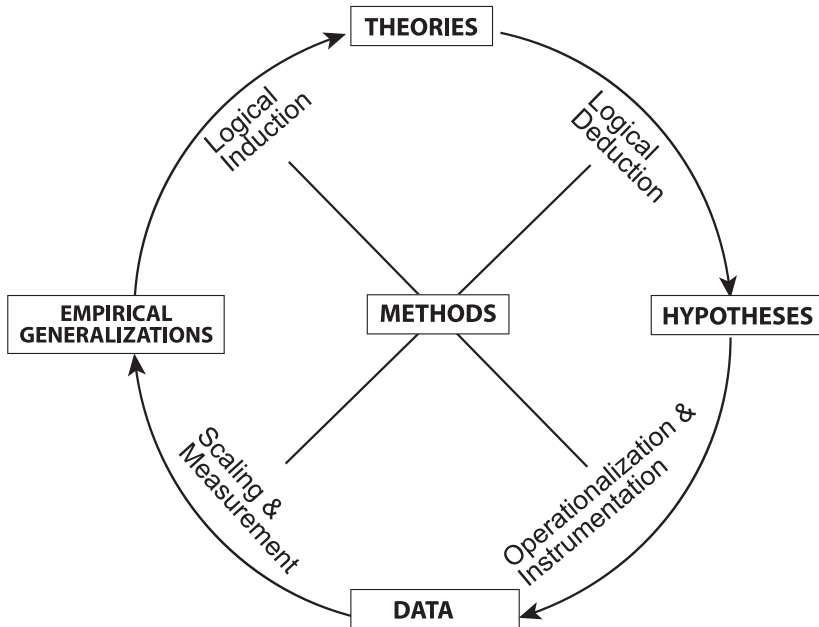 THEORIES
Logical
Induction
Logical
Deduction
EMPIRICAL
GENERALIZATIONS
METHODS
HYPOTHESES
Scaling &
Measurement
Operationalization &
Instrumentation
DATA